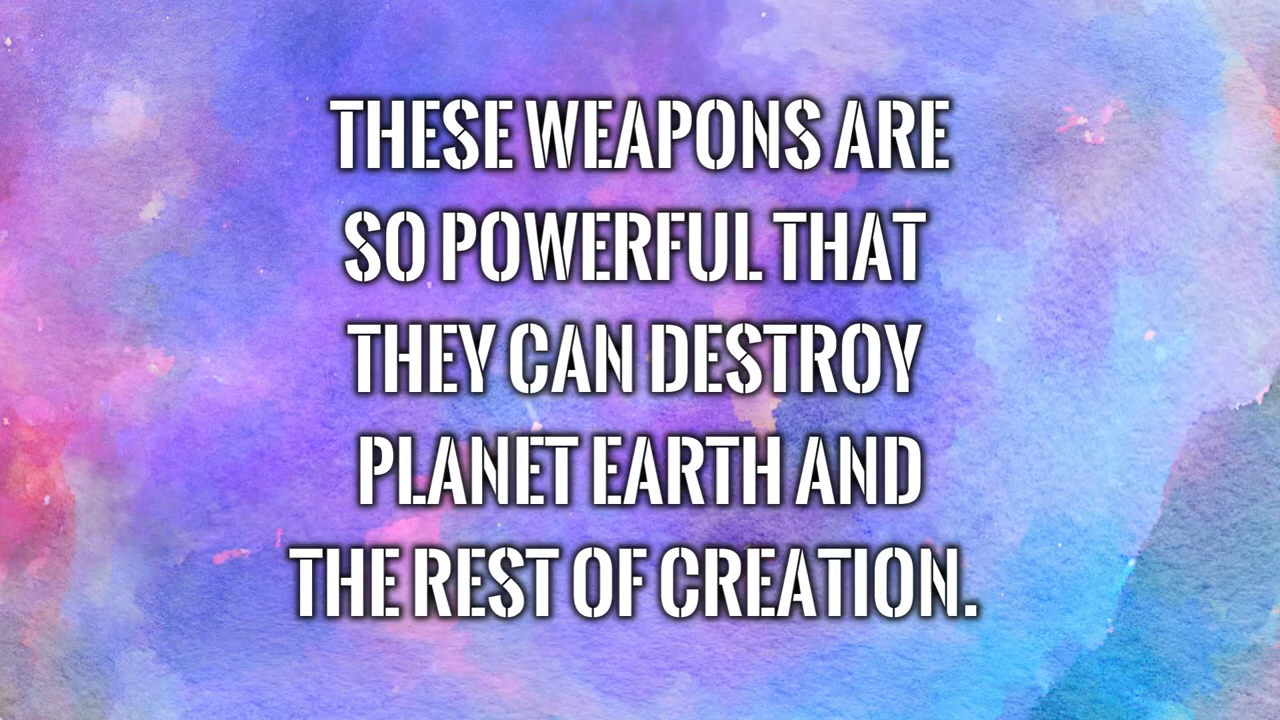 THESE WEAPONS ARE
SO POWERFUL THAT
THEY CAN DESTROY
PLANET EARTH AND
THE REST OF CREATION.